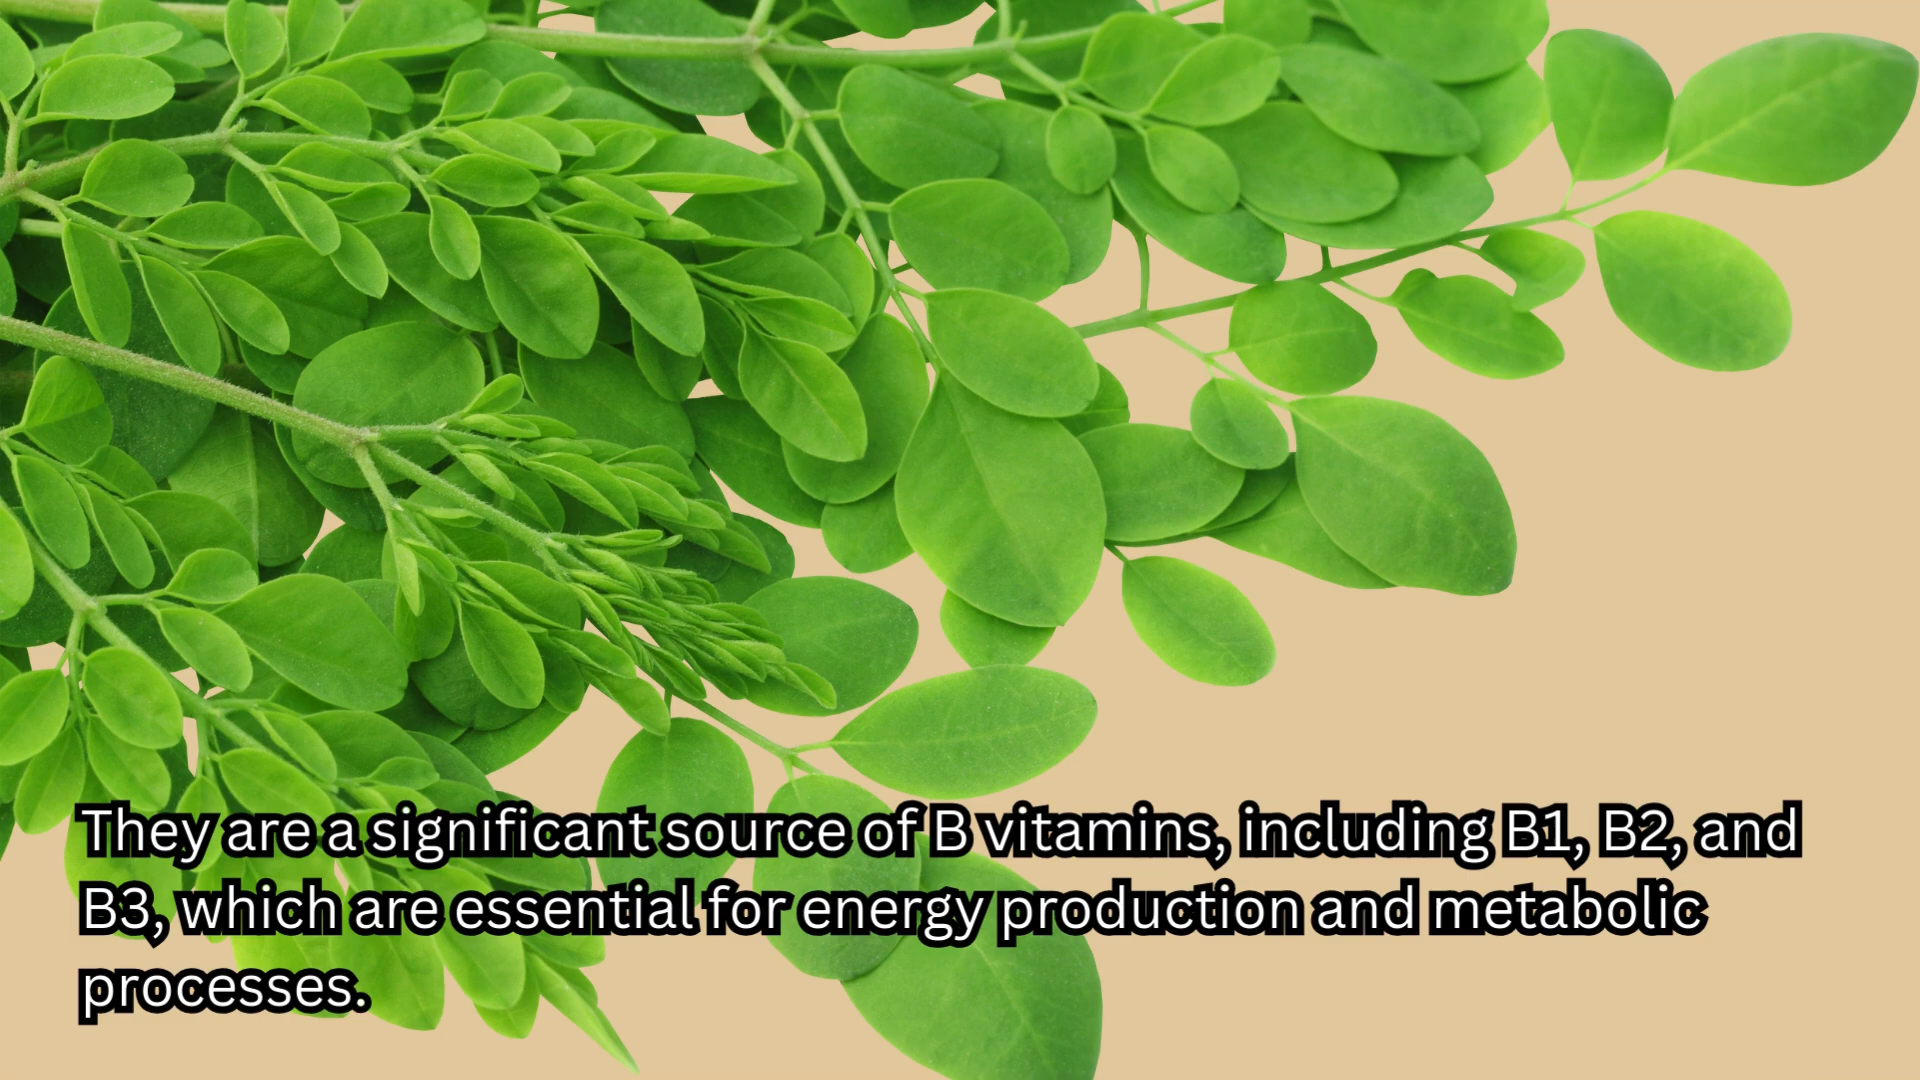 They are a significant source of B vitamins, including B1, B2, and
B3, which are essential for energy production and metabolic
processes.